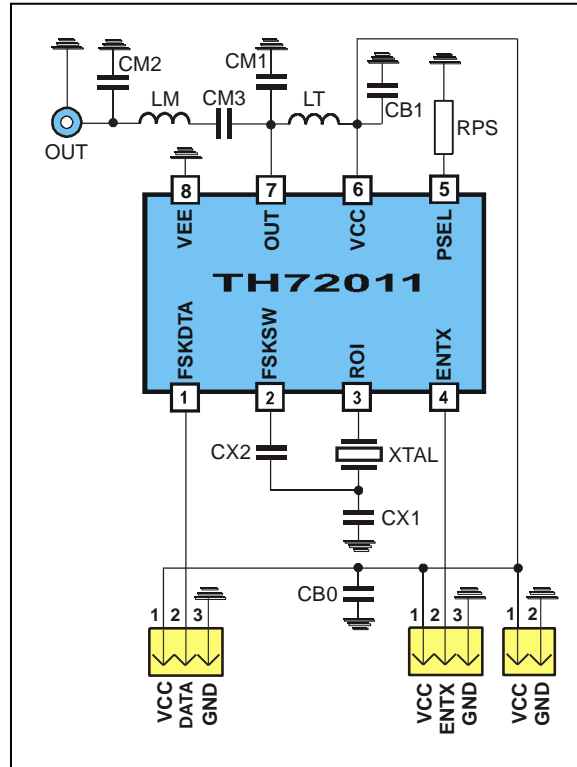 CM2
CM1
LM
CM3
LT
CB1
RPS
OUT
8
7
6
5
VEE
OUT
VCC
PSEL
TH72011
FSKDTA
FSKSW
ROI
ENTX
1
2
3
4
CX2
XTAL
CX1
CB0
1 2 3
1 2 3
1 2
VCC
DATA
GND
VCC
ENTX
GND
VCC
GND